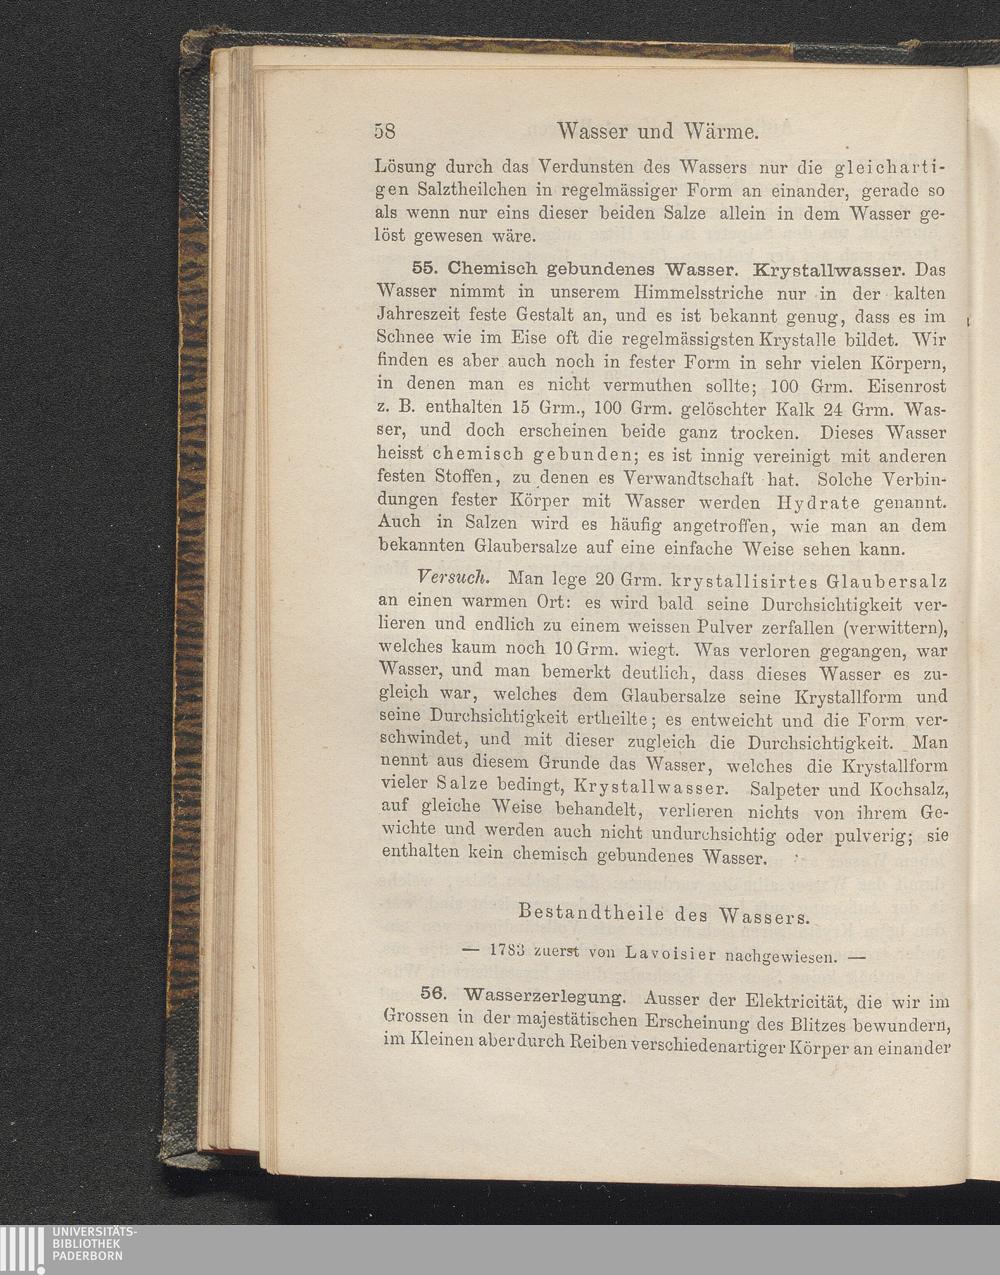 58 Wasser und Wärme.
Lösung durch das Verdunsten des Wassers nur die gleicharti-
gen Salztheilchen in regelmässiger Form an einander, gerade so
als wenn nur eins dieser beiden Salze allein in dem Wasser ge-
löst gewesen wäre.
55. Chemisch gebundenes Wasser. Krystallwasser. Das
Wasser nimmt in unserem Himmelsstriche nur in der kalten
Jahreszeit feste Gestalt an, und es ist bekannt genug, dass es im
Schnee wie im Eise oft die regelmässigsten Krystalle bildet. Wir
finden es aber auch noch in fester Form in sehr vielen Körpern,
in denen man es nicht vermuthen sollte; 100 Grm. Eisenrost
z. B. enthalten 15 Grm., 100 Grm. gelöschter Kalk 24 Grm. Was-
ser, und doch erscheinen beide ganz trocken. Dieses Wasser
heisst chemisch gebunden; es ist innig vereinigt mit anderen
festen Stoffen, zu denen es Verwandtschaft hat. Solche Verbin-
dungen fester Körper mit Wasser werden Hydrate genannt.
Auch in Salzen wird es häufig angetroffen, wie man an dem
bekannten Glaubersalze auf eine einfache Weise sehen kann.
Versuch. Man lege 20 Grm. krystallisirtes Glaubersalz
an einen warmen Ort: es wird bald seine Durchsichtigkeit ver-
lieren und endlich zu einem weissen Pulver zerfallen (verwittern),
welches kaum noch 10 Grm. wiegt. Was verloren gegangen, war
Wasser, und man bemerkt deutlich, dass dieses Wasser es zu-
gleich war, welches dem Glaubersalze seine Krystallform und
seine Durchsichtigkeit ertheilte; es entweicht und die Form ver-
schwindet, und mit dieser zugleich die Durchsichtigkeit. Man
nennt aus diesem Grunde das Wasser, welches die Krystallform
vieler Salze bedingt, Krystallwasser. Salpeter und Kochsalz,
auf gleiche Weise behandelt, verlieren nichts von ihrem Ge-
wichte und werden auch nicht undurchsichtig oder pulverig; sie
enthalten kein chemisch gebundenes Wasser.
Bestandtheile des Wassers.
— 1783 zuerst von Lavoisier nachgewiesen. —
56. Wasserzerlegung. Ausser der Elektricität, die wir im
Grossen in der majestätischen Erscheinung des Blitzes bewundern,
im Kleinen aber durch Reiben verschiedenartiger Körper an einander
UNIVERSITÄTS-
BIBLIOTHEK
PADERBORN